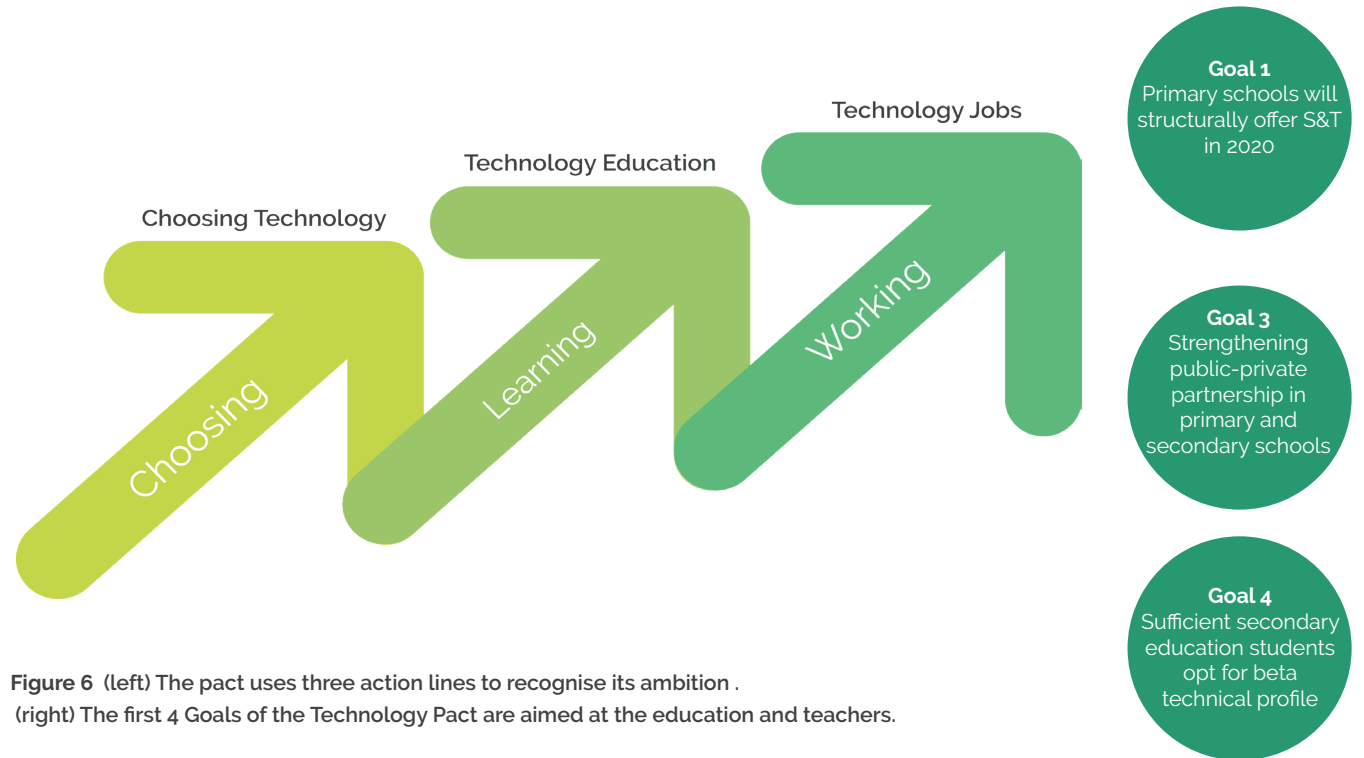 Choosing Technology
Choosing
Technology Education
Learning
Technology Jobs
Working
Goal 1
Primary schools will
structurally offer S&T
in 2020
Goal 3
Strengthening
public-private
partnership in
primary and
secondary schools
Goal 4
Sufficient secondary
education students
opt for beta
technical profile
Figure 6 (left) The pact uses three action lines to recognise its ambition .
(right) The first 4 Goals of the Technology Pact are aimed at the education and teachers.